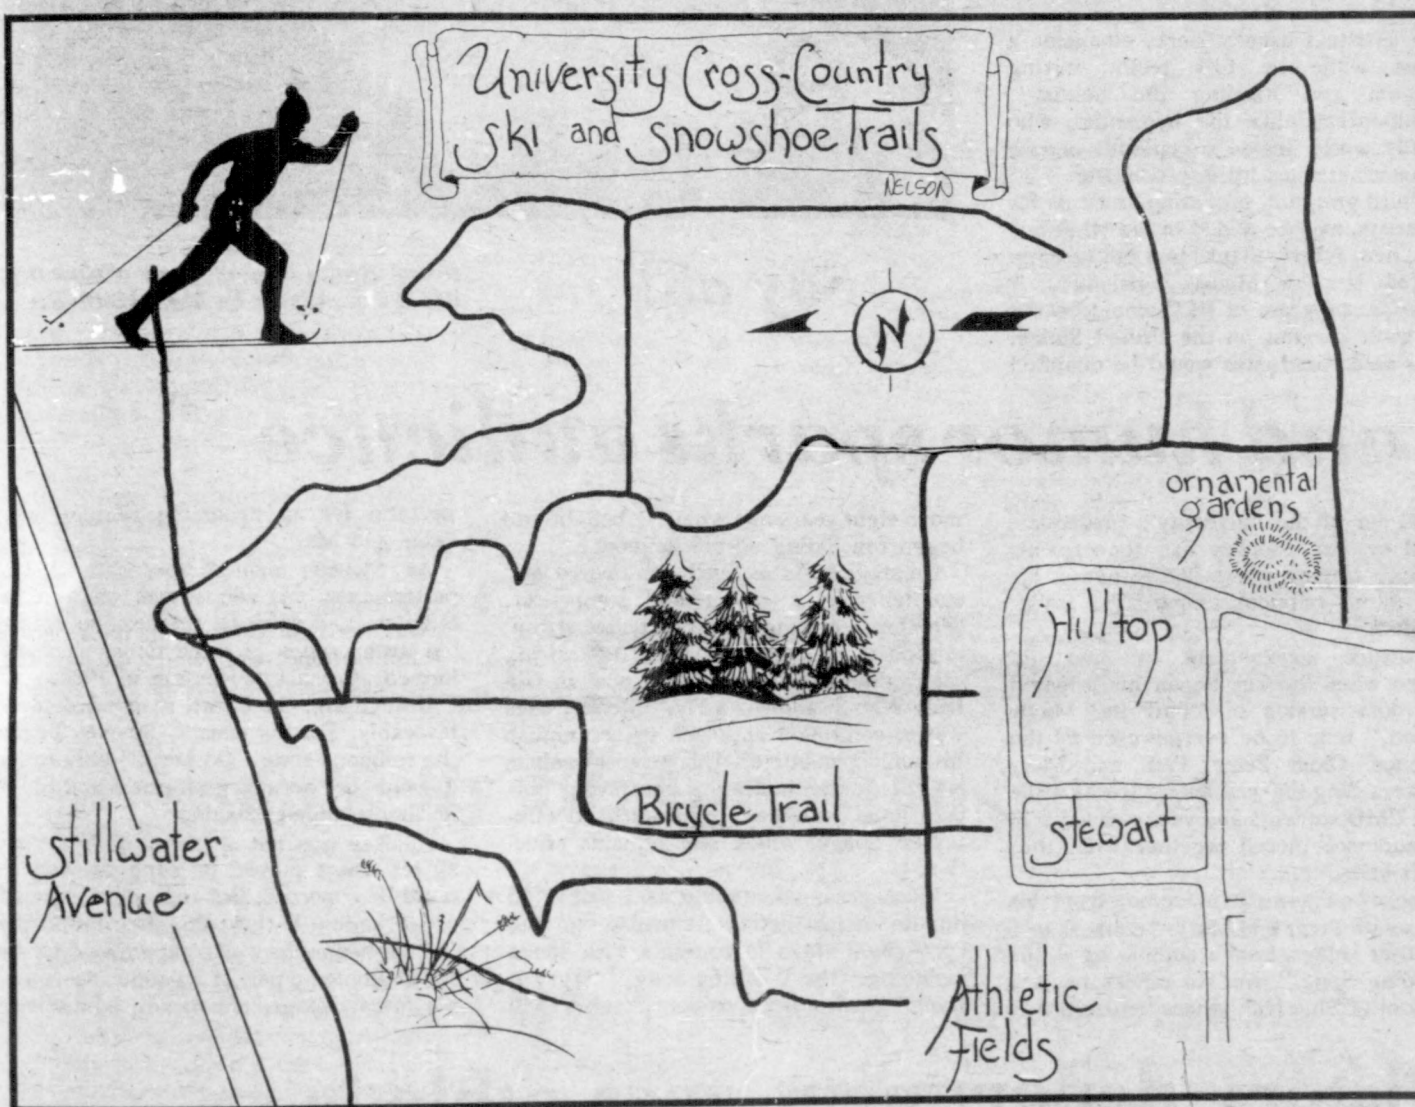 University Cross-Country
Ski and Snowshoe Trails
NELSON
N
ornamental
gardens
Hilltop
Bicycle Trail
Stewart
Stillwater
Avenue
Athletic
Fields